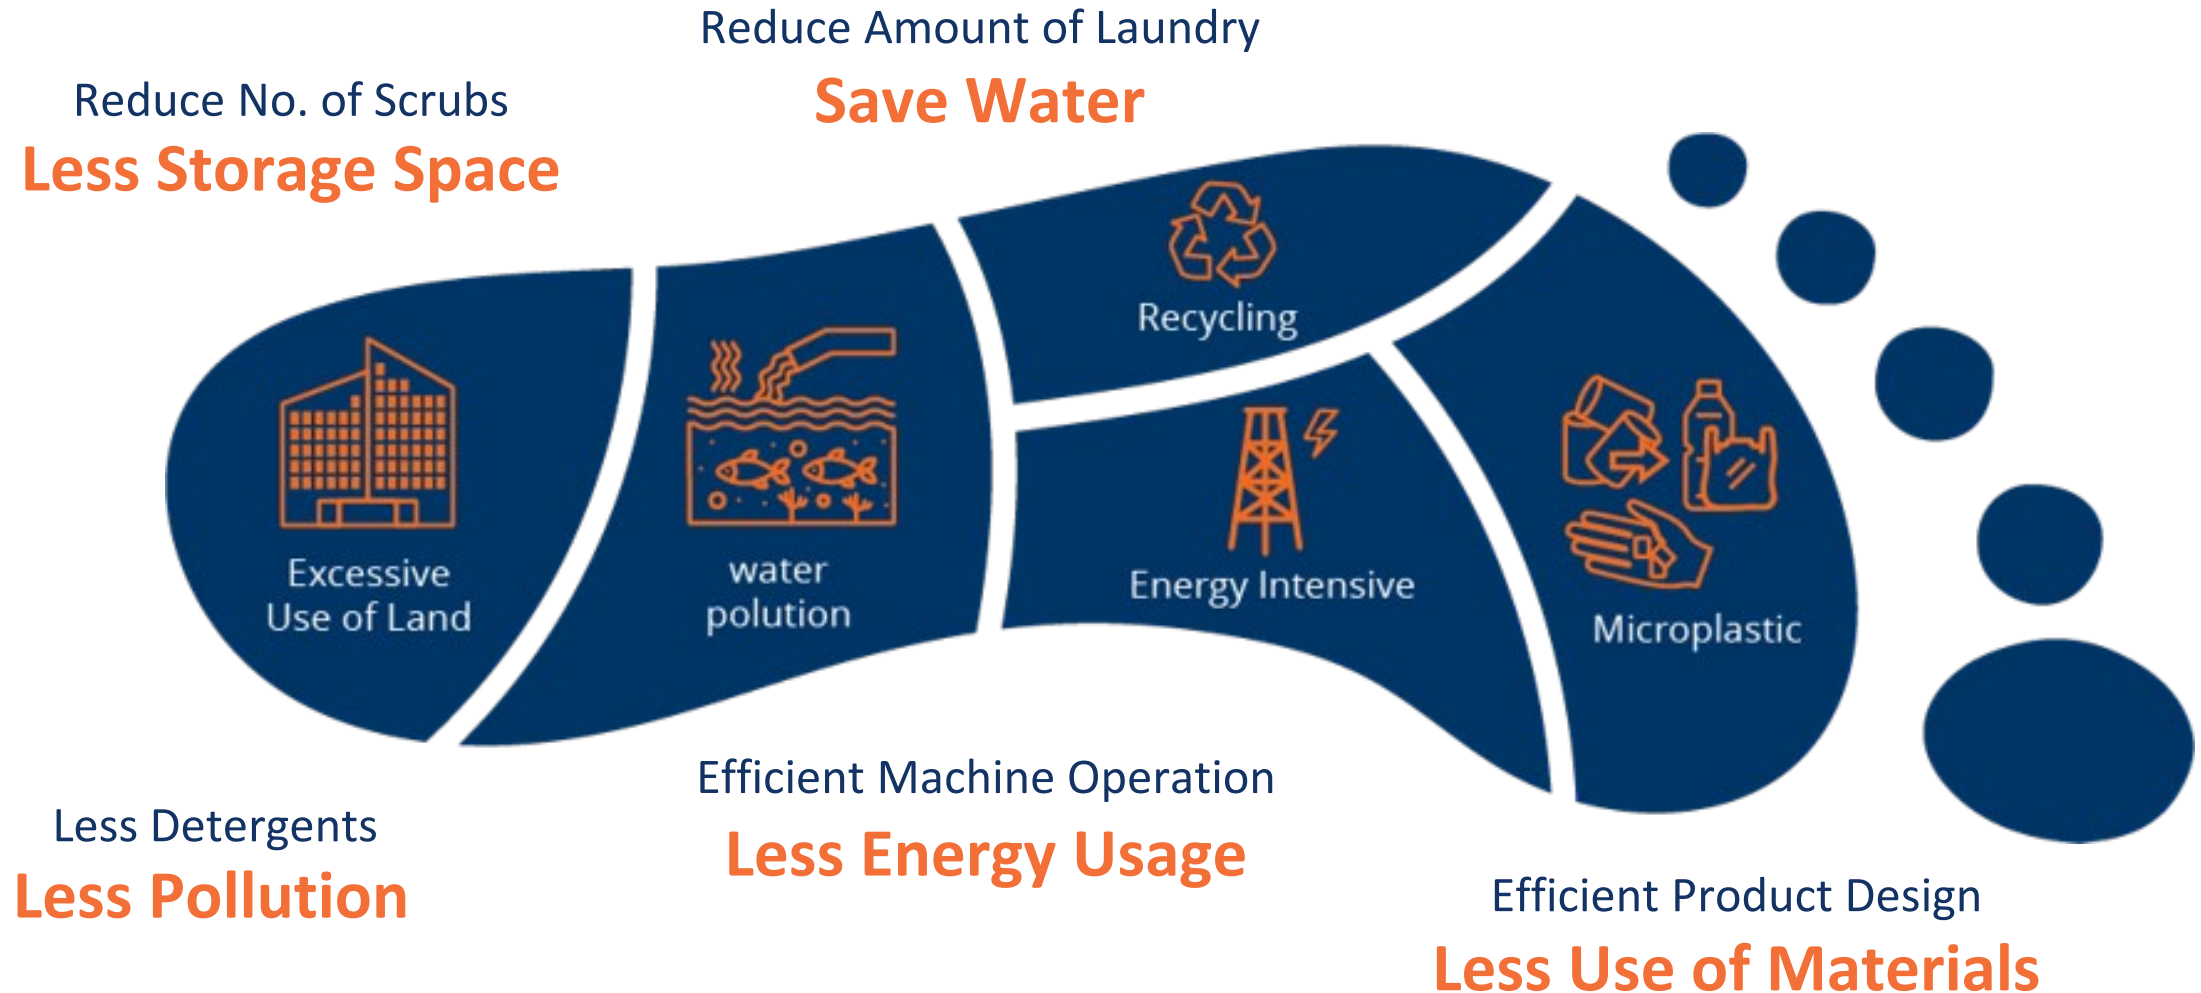 Reduce Amount of Laundry
Save Water
Reduce No. of Scrubs
Less Storage Space
Recycling
Excessive
Use of Land
water
polution
Energy Intensive
Microplastic
Efficient Machine Operation
Less Energy Usage
Less Detergents
Less Pollution
Efficient Product Design
Less Use of Materials